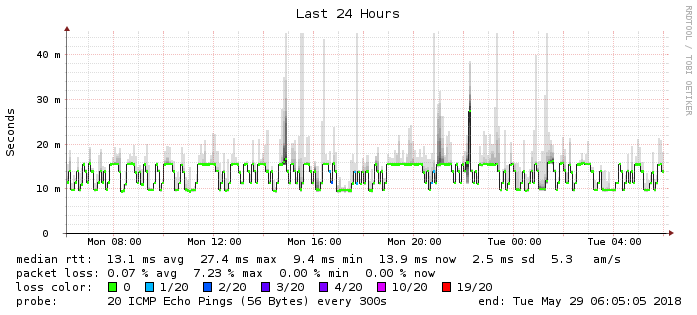 Last 24 Hours
RRDTOOL / TOBI OETIKER
Seconds
40 m
30 m
20 m
10 m
0
Mon 08:00 Mon 12:00 Mon 16:00 Mon 20:00 Tue 00:00 Tue 04:00
median rtt: 13.1 ms avg 27.4 ms max 9.4 ms min 13.9 ms now 2.5 ms sd 5.3 am/s
packet loss: 0.07 % avg 7.23 % max 0.00 % min 0.00 % now
loss color: 0 1/20 2/20 3/20 4/20 10/20 19/20
probe: 20 ICMP Echo Pings (56 Bytes) every 300s end: Tue May 29 06:05:05 2018